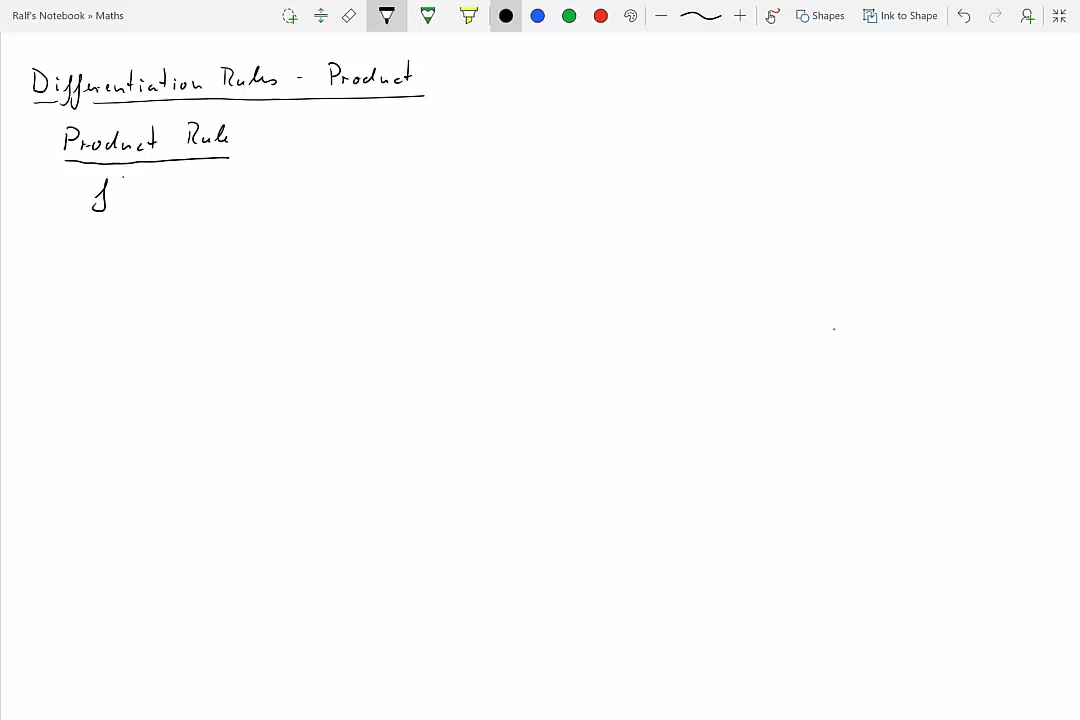 Ralf's Notebook » Maths
Shapes
Ink to Shape
Differentiation Rules - Product
Product Rule
f